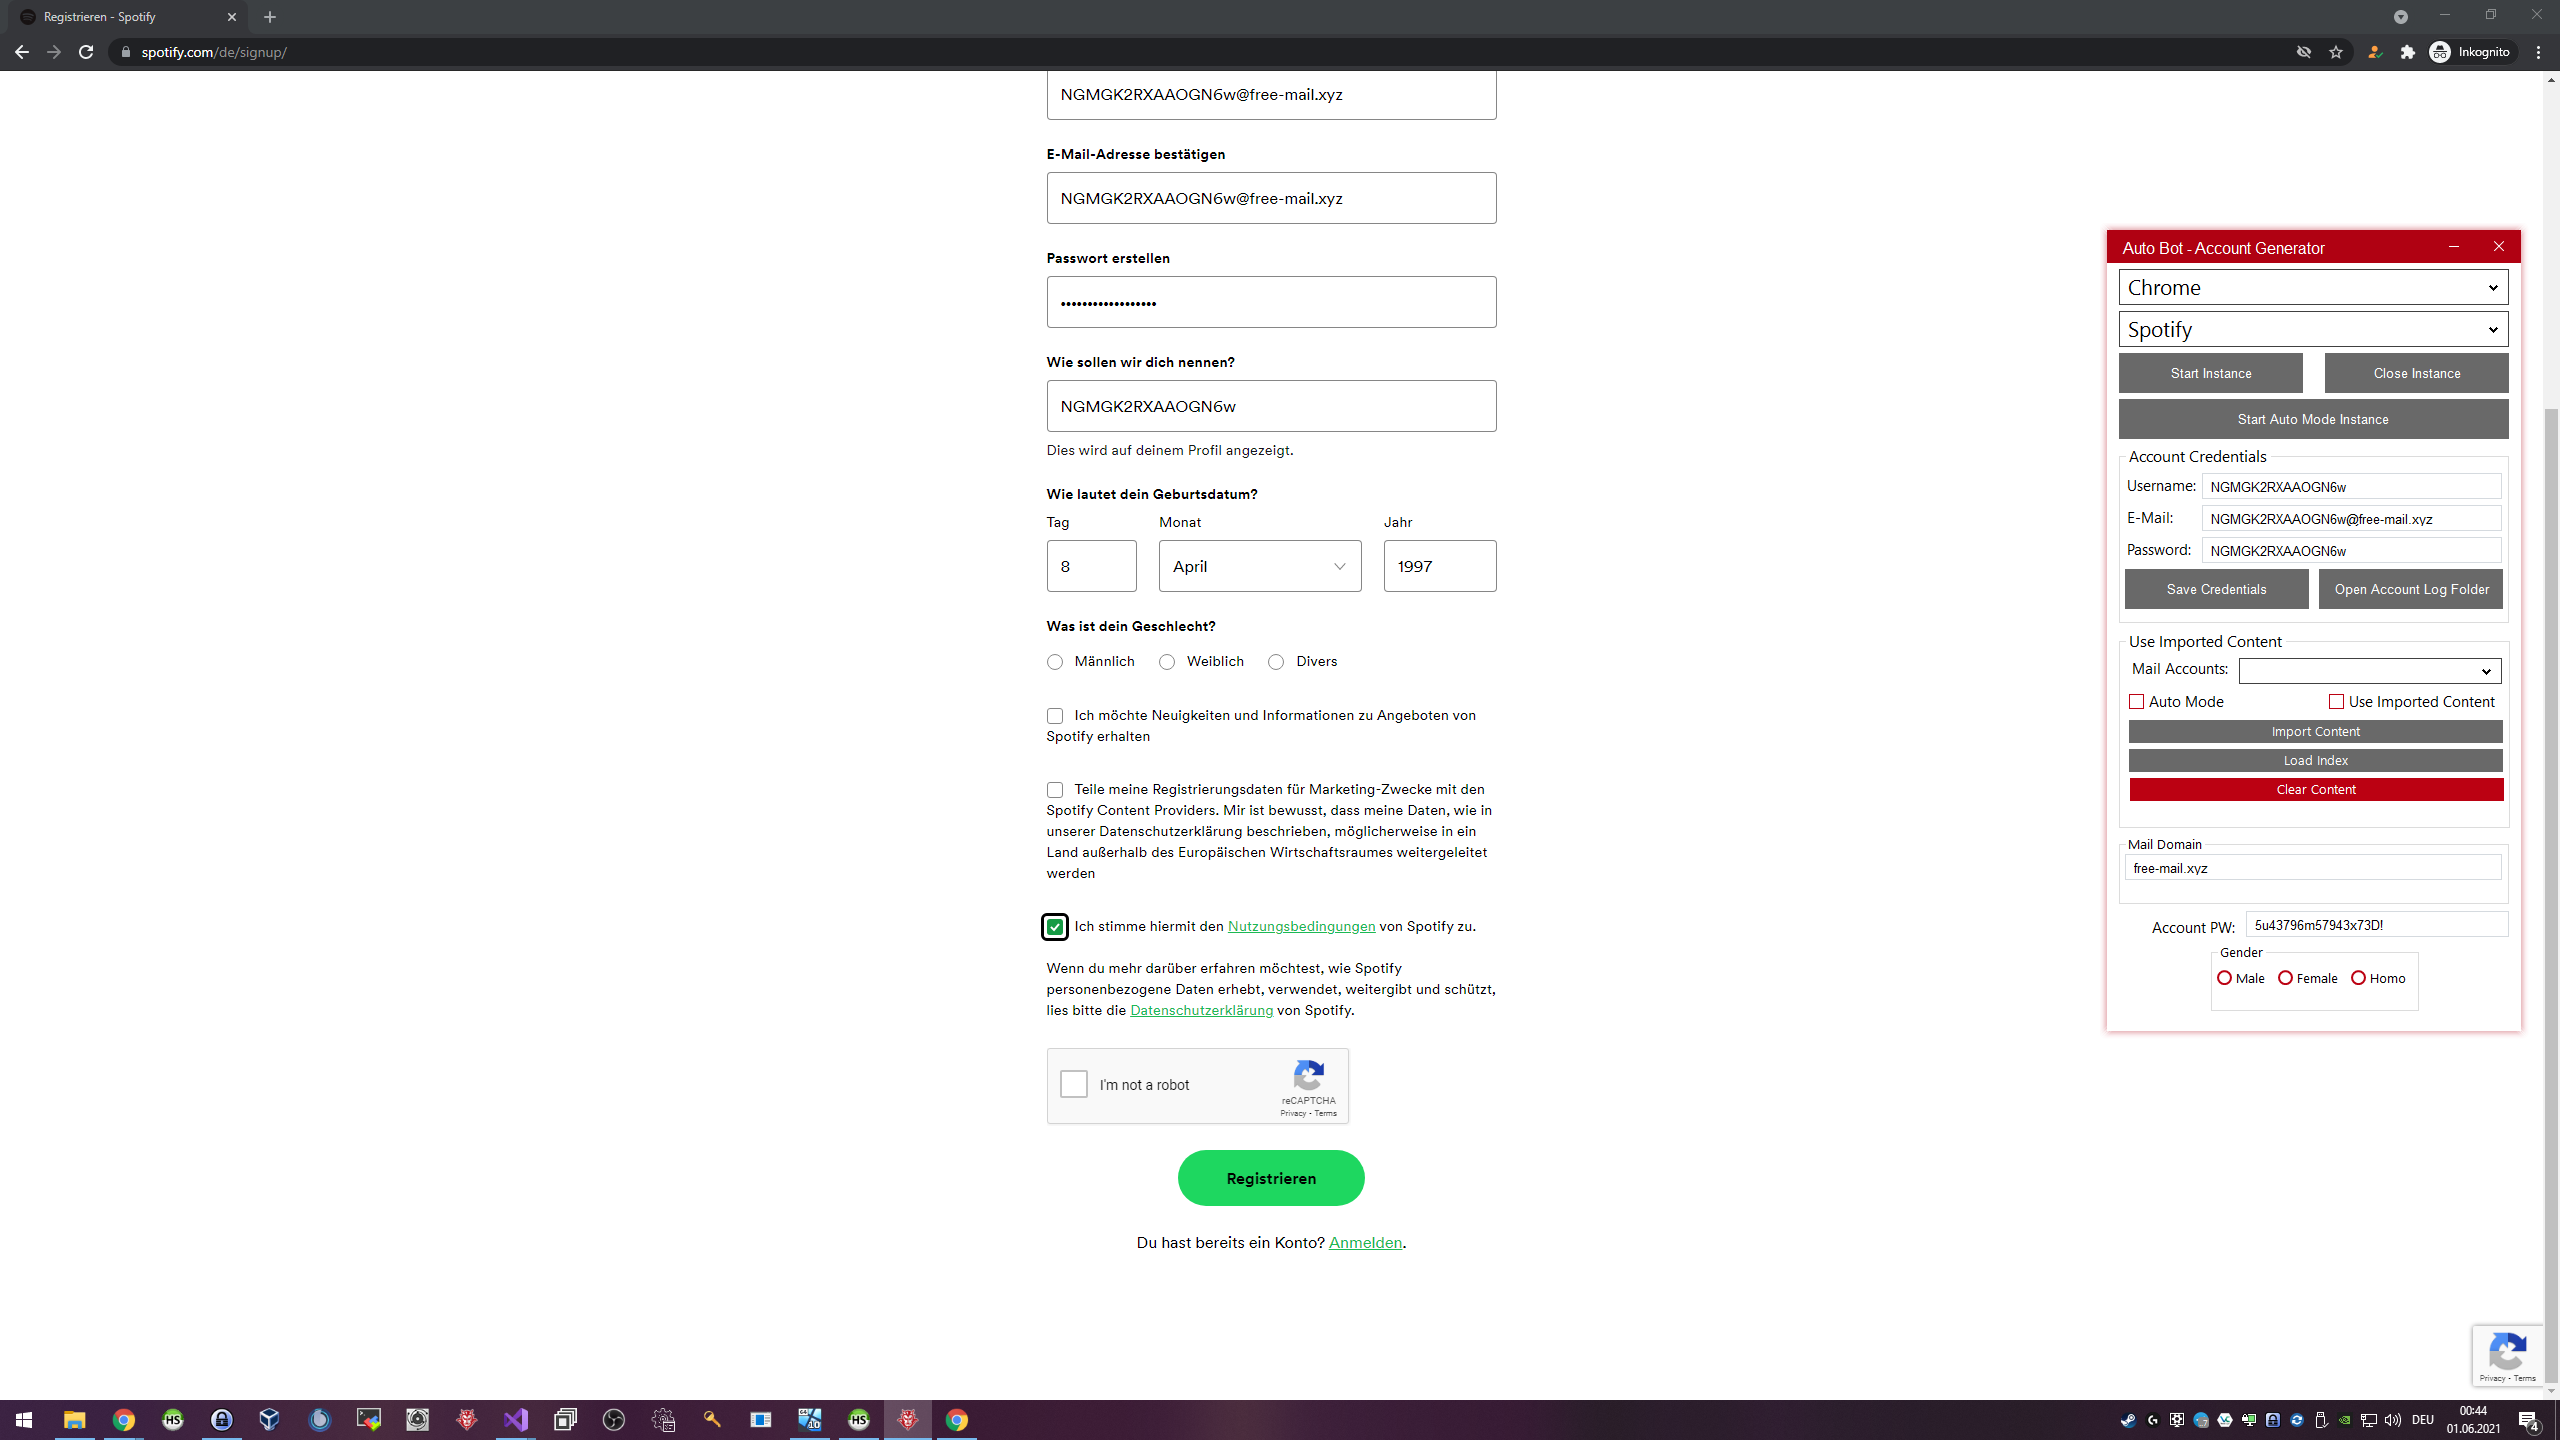 Registrieren - Spotify
spotify.com/de/signup/
Inkognito
NGMGK2RXAAOGN6w@free-mail.xyz
E-Mail-Adresse bestätigen
NGMGK2RXAAOGN6w@free-mail.xyz
Passwort erstellen
••••••••••••••••••
Wie sollen wir dich nennen?
NGMGK2RXAAOGN6w
Dies wird auf deinem Profil angezeigt.
Wie lautet dein Geburtsdatum?
Tag Monat Jahr
8 April 1997
Was ist dein Geschlecht?
Männlich Weiblich Divers
Ich möchte Neuigkeiten und Informationen zu Angeboten von
Spotify erhalten
Teile meine Registrierungsdaten für Marketing-Zwecke mit den
Spotify Content Providers. Mir ist bewusst, dass meine Daten, wie in
unserer Datenschutzerklärung beschrieben, möglicherweise in ein
Land außerhalb des Europäischen Wirtschaftsraumes weitergeleitet
werden
Ich stimme hiermit den Nutzungsbedingungen von Spotify zu.
Wenn du mehr darüber erfahren möchtest, wie Spotify
personenbezogene Daten erhebt, verwendet, weitergibt und schützt,
lies bitte die Datenschutzerklärung von Spotify.
I'm not a robot
reCAPTCHA
Privacy - Terms
Registrieren
Du hast bereits ein Konto? Anmelden.
Auto Bot - Account Generator
Chrome
Spotify
Start Instance Close Instance
Start Auto Mode Instance
Account Credentials
Username: NGMGK2RXAAOGN6w
E-Mail: NGMGK2RXAAOGN6w@free-mail.xyz
Password: NGMGK2RXAAOGN6w
Save Credentials Open Account Log Folder
Use Imported Content
Mail Accounts:
Auto Mode Use Imported Content
Import Content
Load Index
Clear Content
Mail Domain
free-mail.xyz
Account PW: 5u43796m57943x73D!
Gender
Male Female Homo
Privacy - Terms
HS
HS
DEU
00:44
01.06.2021
4